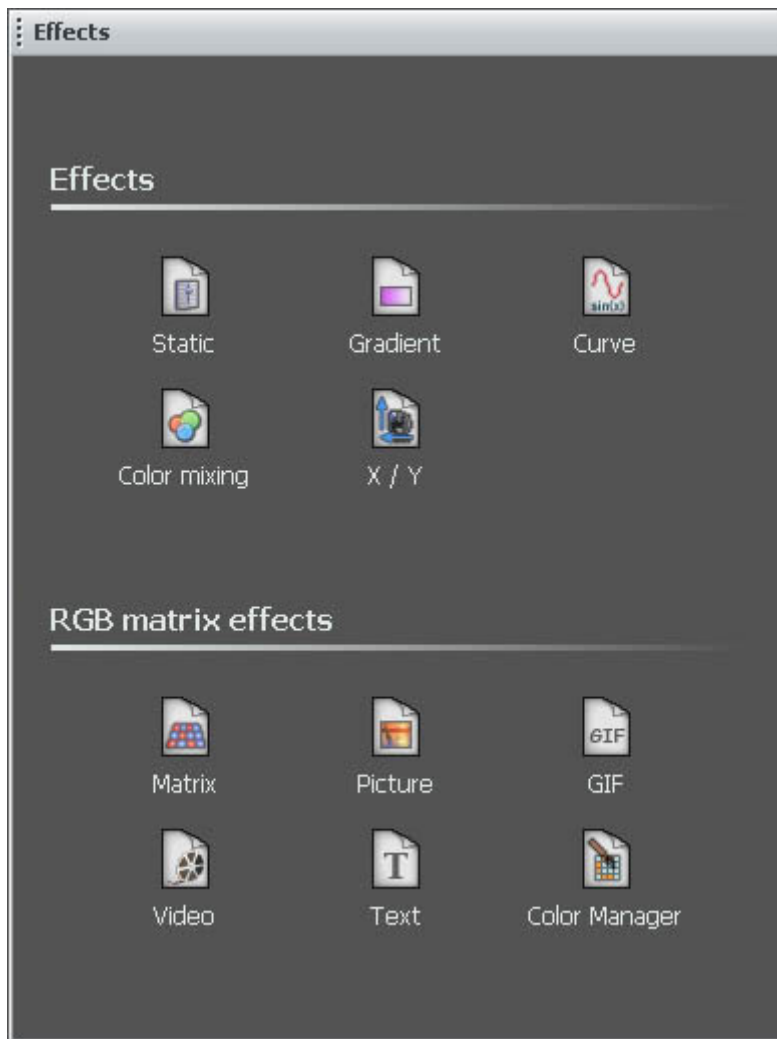 Effects
Effects
sin(x)
Static Gradient Curve
Color mixing X / Y
RGB matrix effects
GIF
Matrix Picture GIF
T
Video Text Color Manager